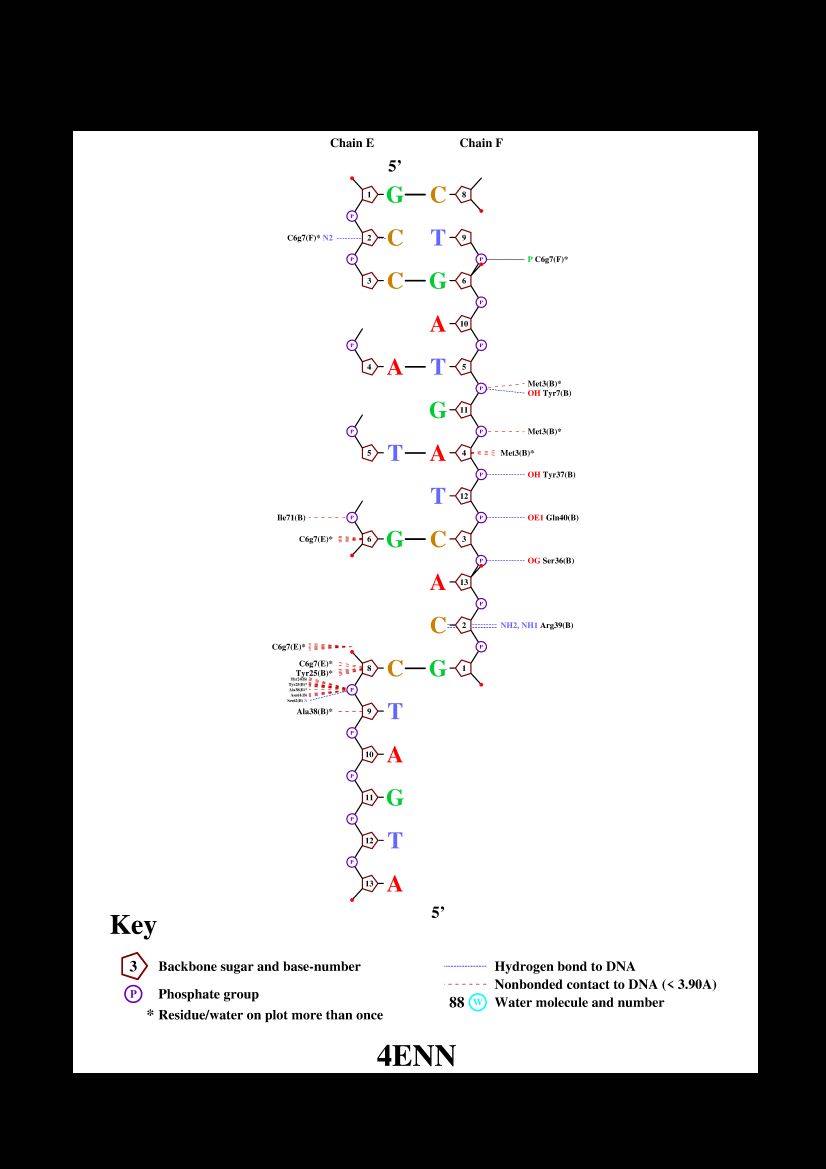 Chain E Chain F
5’
1 G C 8
P
C6g7(F)* N2 2 C T 9
P P P C6g7(F)*
3 C G 6
P
A 10
P P
4 A T 5
Met3(B)*
P
OH Tyr7(B)
G 11
P P Met3(B)*
5 T A 4 Met3(B)*
P OH Tyr37(B)
T 12
Ile71(B) P P OE1 Gln40(B)
C6g7(E)* 6 G C 3
P OG Ser36(B)
A 13
P
C 2 NH2, NH1 Arg39(B)
C6g7(E)* P
C6g7(E)*
8 C G 1
Tyr25(B)*
P
Ala38(B)* 9 T
P
10 A
P
11 G
P
12 T
P
13 A
5’
Key
3 Backbone sugar and base-number
P Phosphate group
* Residue/water on plot more than once
Hydrogen bond to DNA
Nonbonded contact to DNA (< 3.90A)
88 W Water molecule and number
4ENN